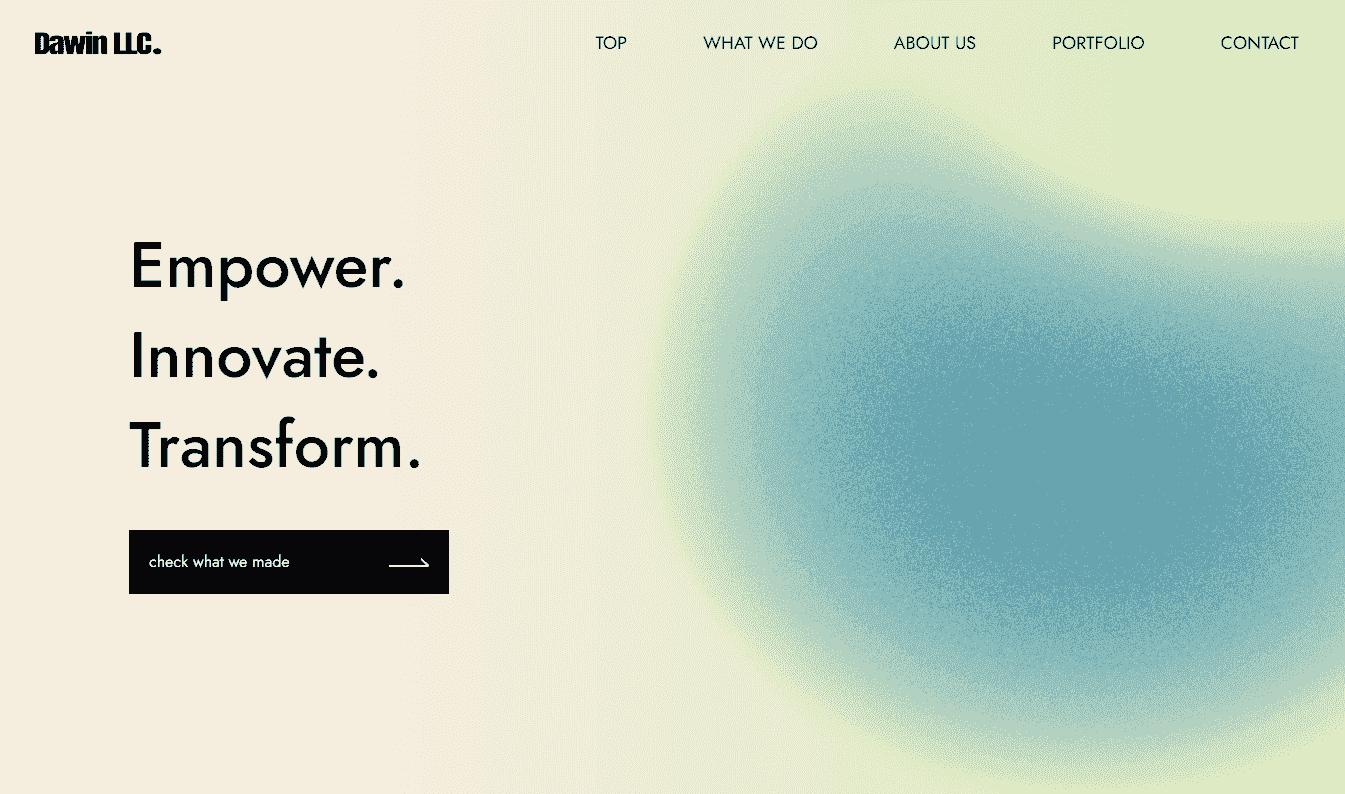 Dawin LLC.
TOP WHAT WE DO ABOUT US PORTFOLIO CONTACT
Empower.
Innovate.
Transform.
check what we made